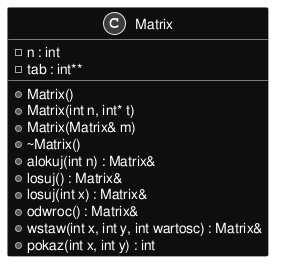 C Matrix
n : int
tab : int**
Matrix()
Matrix(int n, int* t)
Matrix(Matrix& m)
~Matrix()
alokuj(int n) : Matrix&
losuj() : Matrix&
losuj(int x) : Matrix&
odwroc() : Matrix&
wstaw(int x, int y, int wartosc) : Matrix&
pokaz(int x, int y) : int